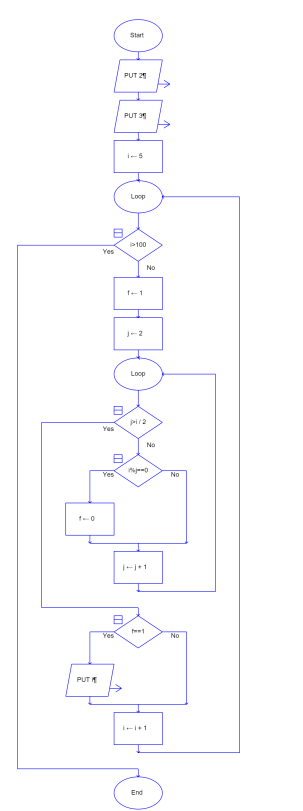 Start
PUT 2¶
PUT 3¶
i ← 5
Loop
i>100
Yes
No
f ← 1
j ← 2
Loop
j>i / 2
Yes
No
i%j==0
Yes
No
f ← 0
j ← j + 1
f==1
Yes
No
PUT i¶
i ← i + 1
End